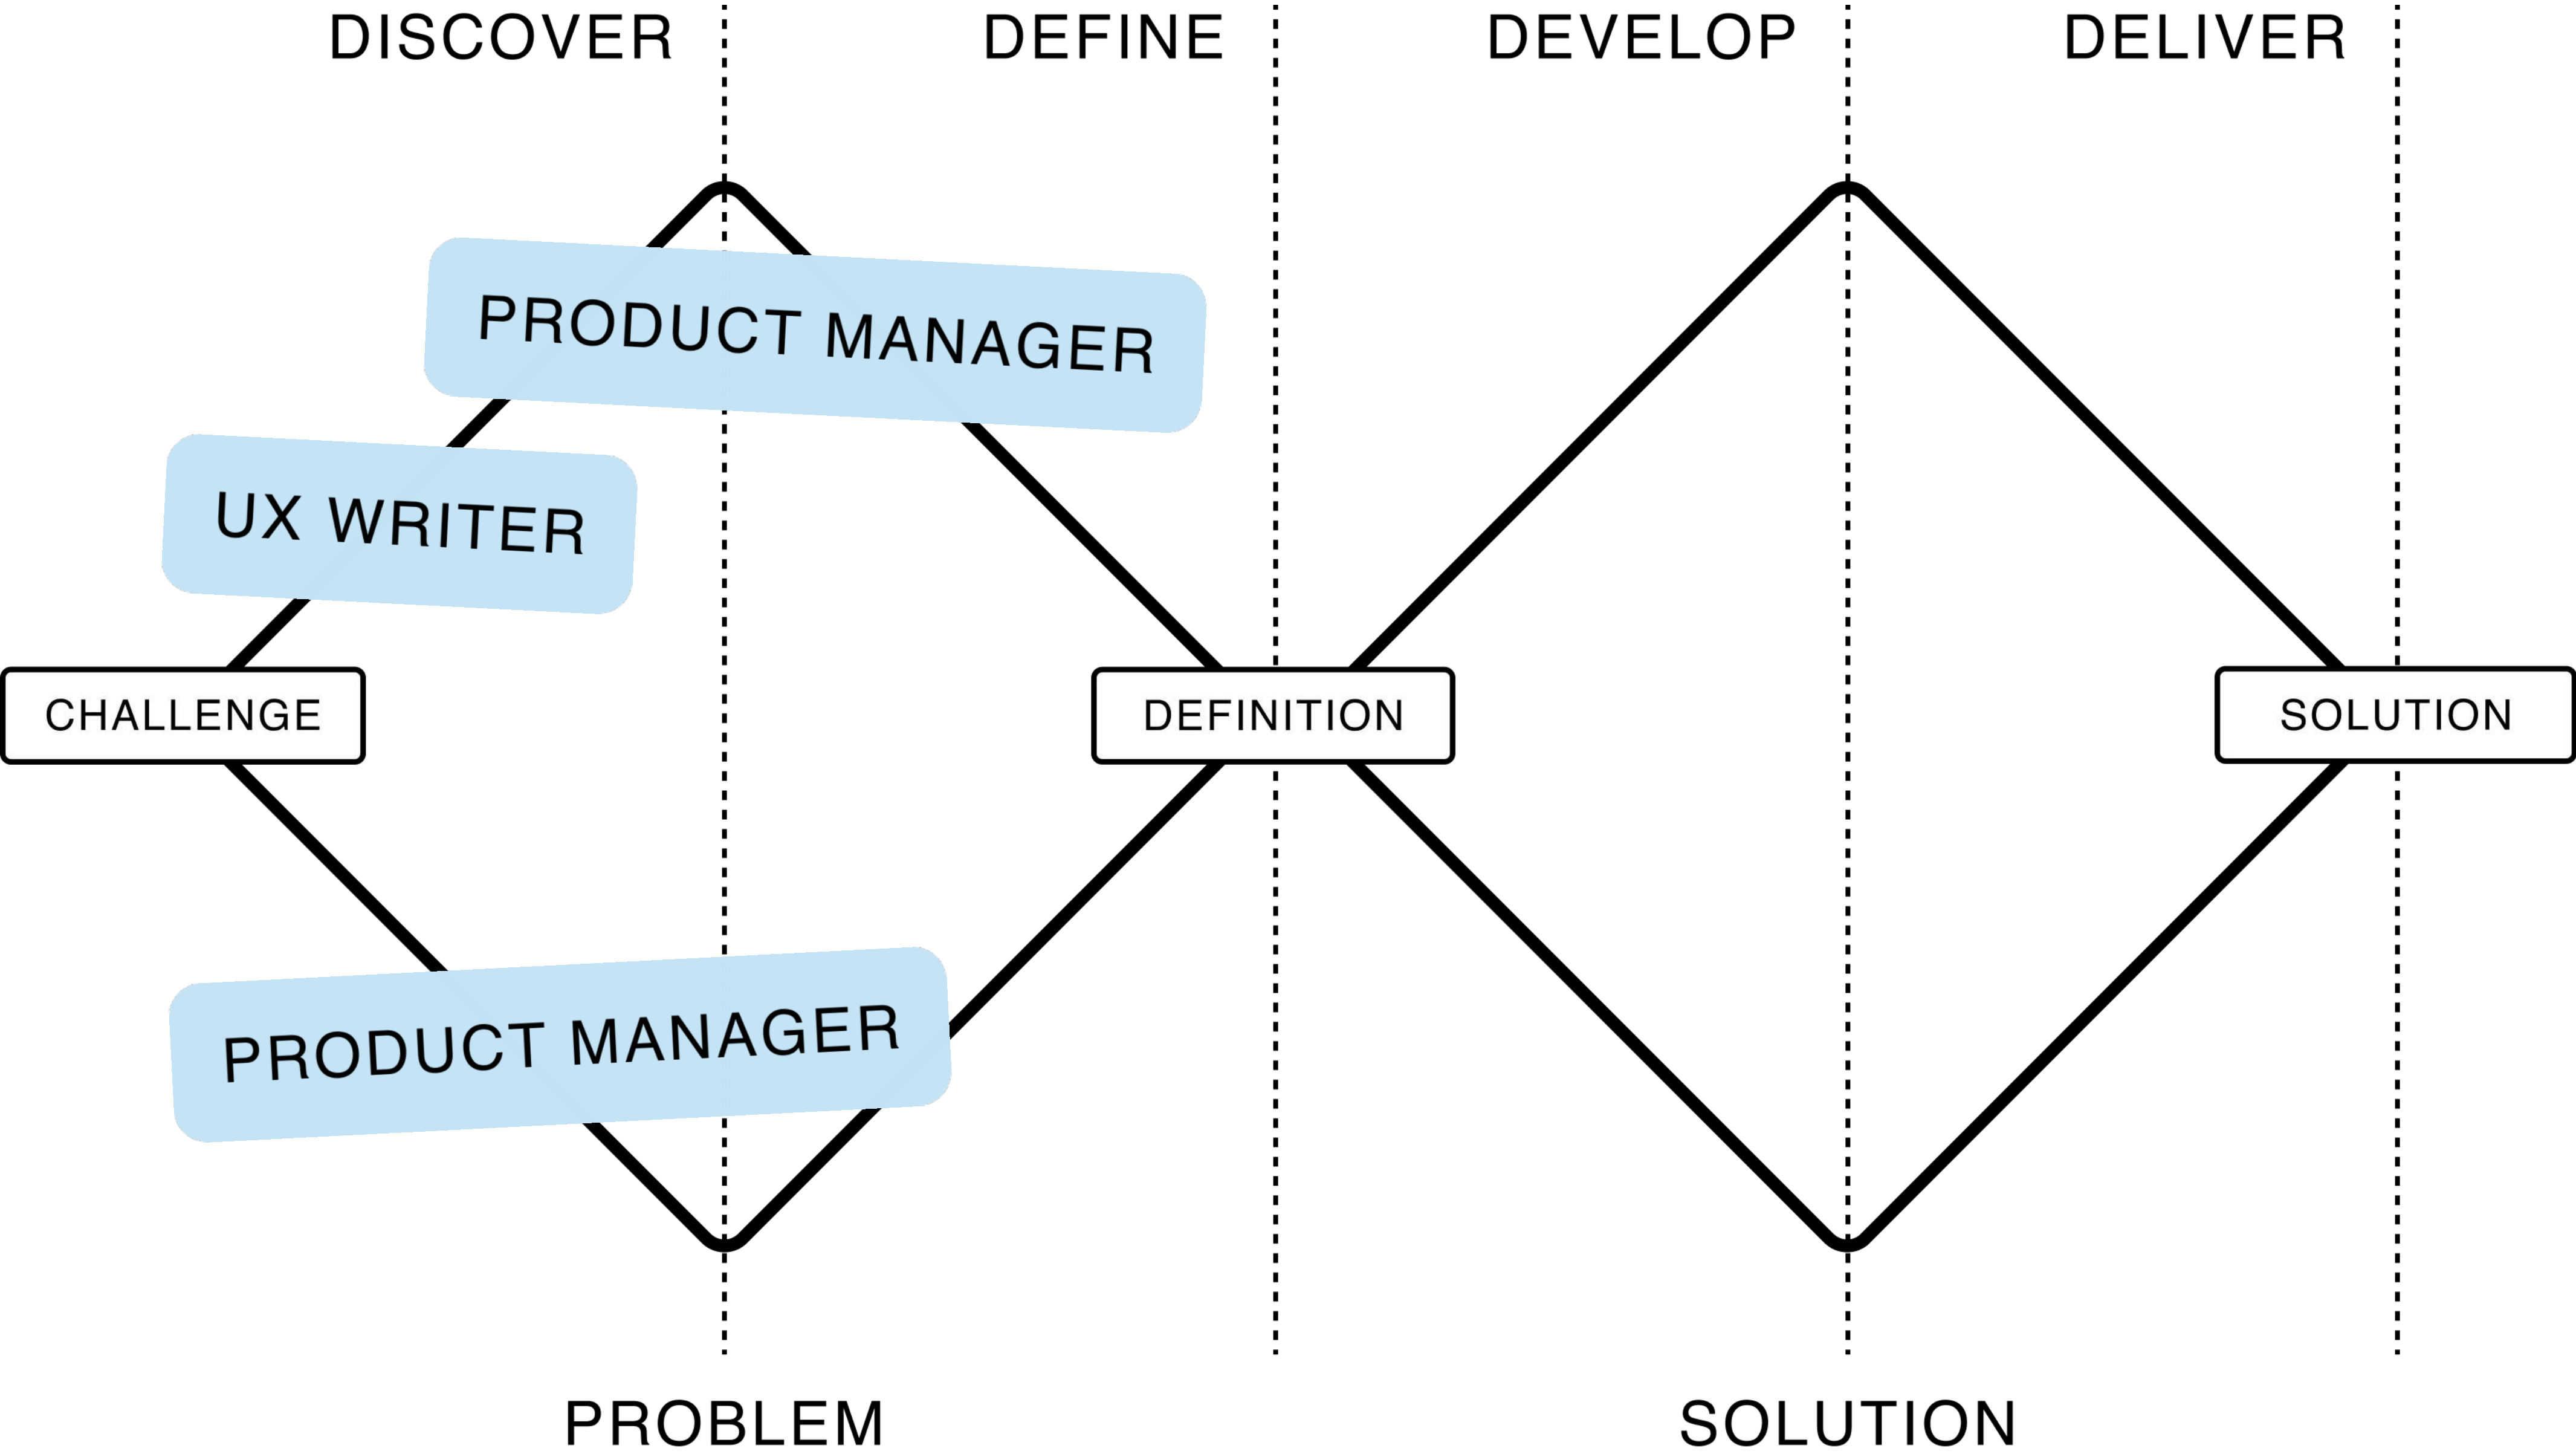 DISCOVER
DEFINE
DEVELOP
DELIVER
PRODUCT MANAGER
UX WRITER
CHALLENGE
DEFINITION
SOLUTION
PRODUCT MANAGER
PROBLEM
SOLUTION